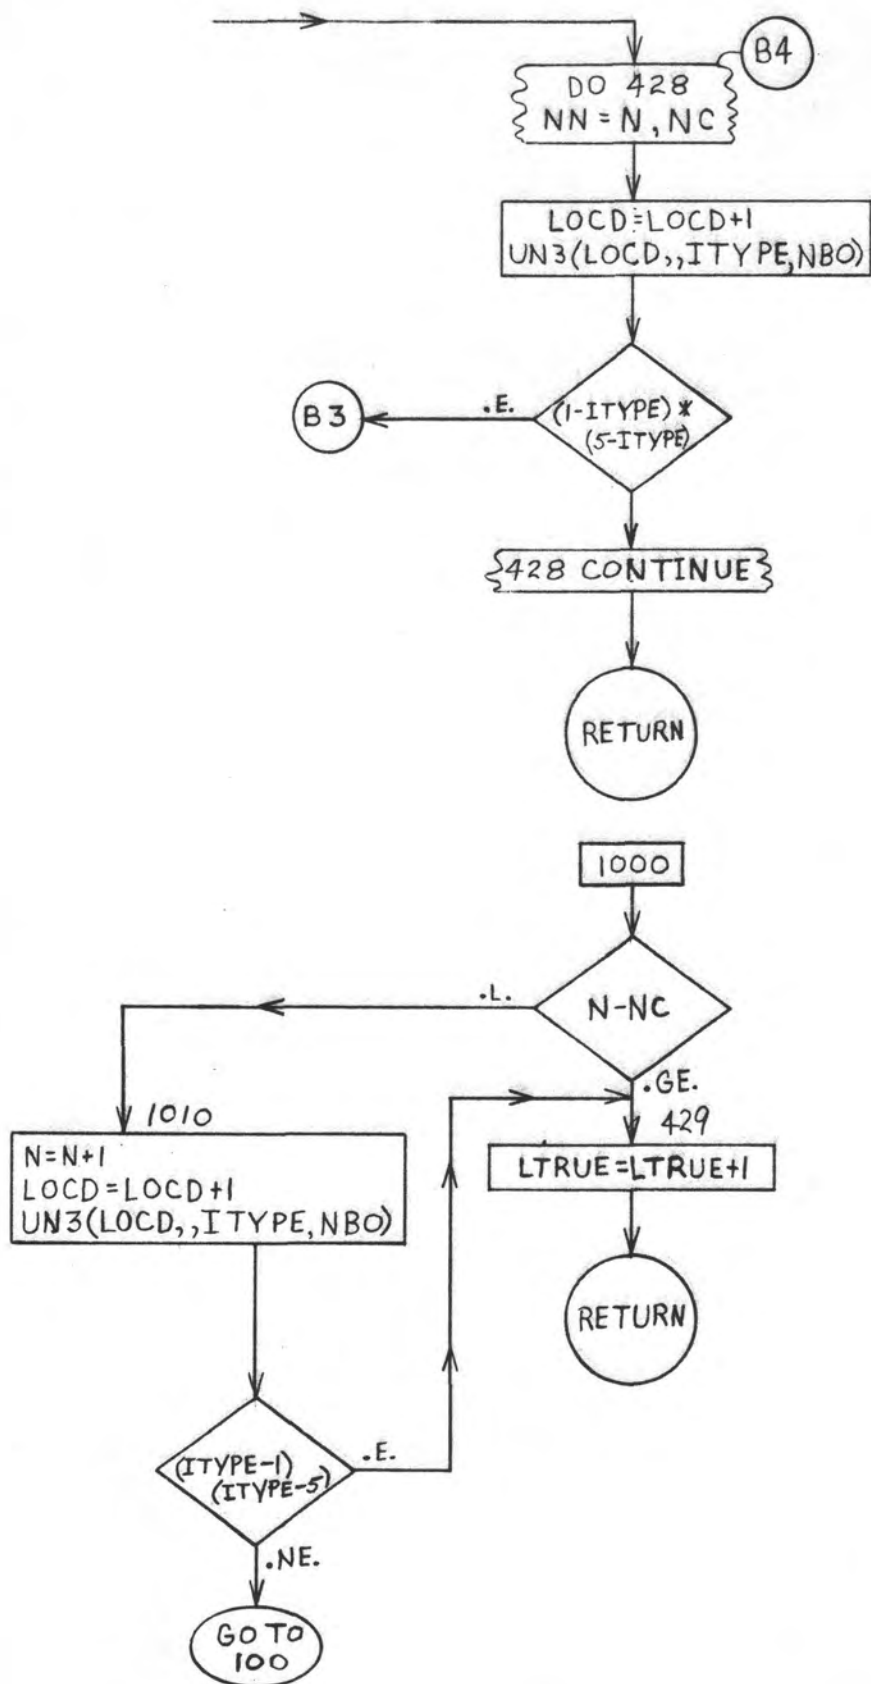 B4
DO 428
NN = N, NC
LOCD=LOCD+1
UN3(LOCD,,ITYPE,NBO)
.E.
B3
(1-ITYPE) *
(5-ITYPE)
428 CONTINUE
RETURN
1000
.L.
N-NC
.GE.
1010
429
N=N+1
LOCD=LOCD+1
UN3(LOCD,,ITYPE,NBO)
LTRUE=LTRUE+1
RETURN
(ITYPE-1)
(ITYPE-5)
.E.
.NE.
GO TO
100